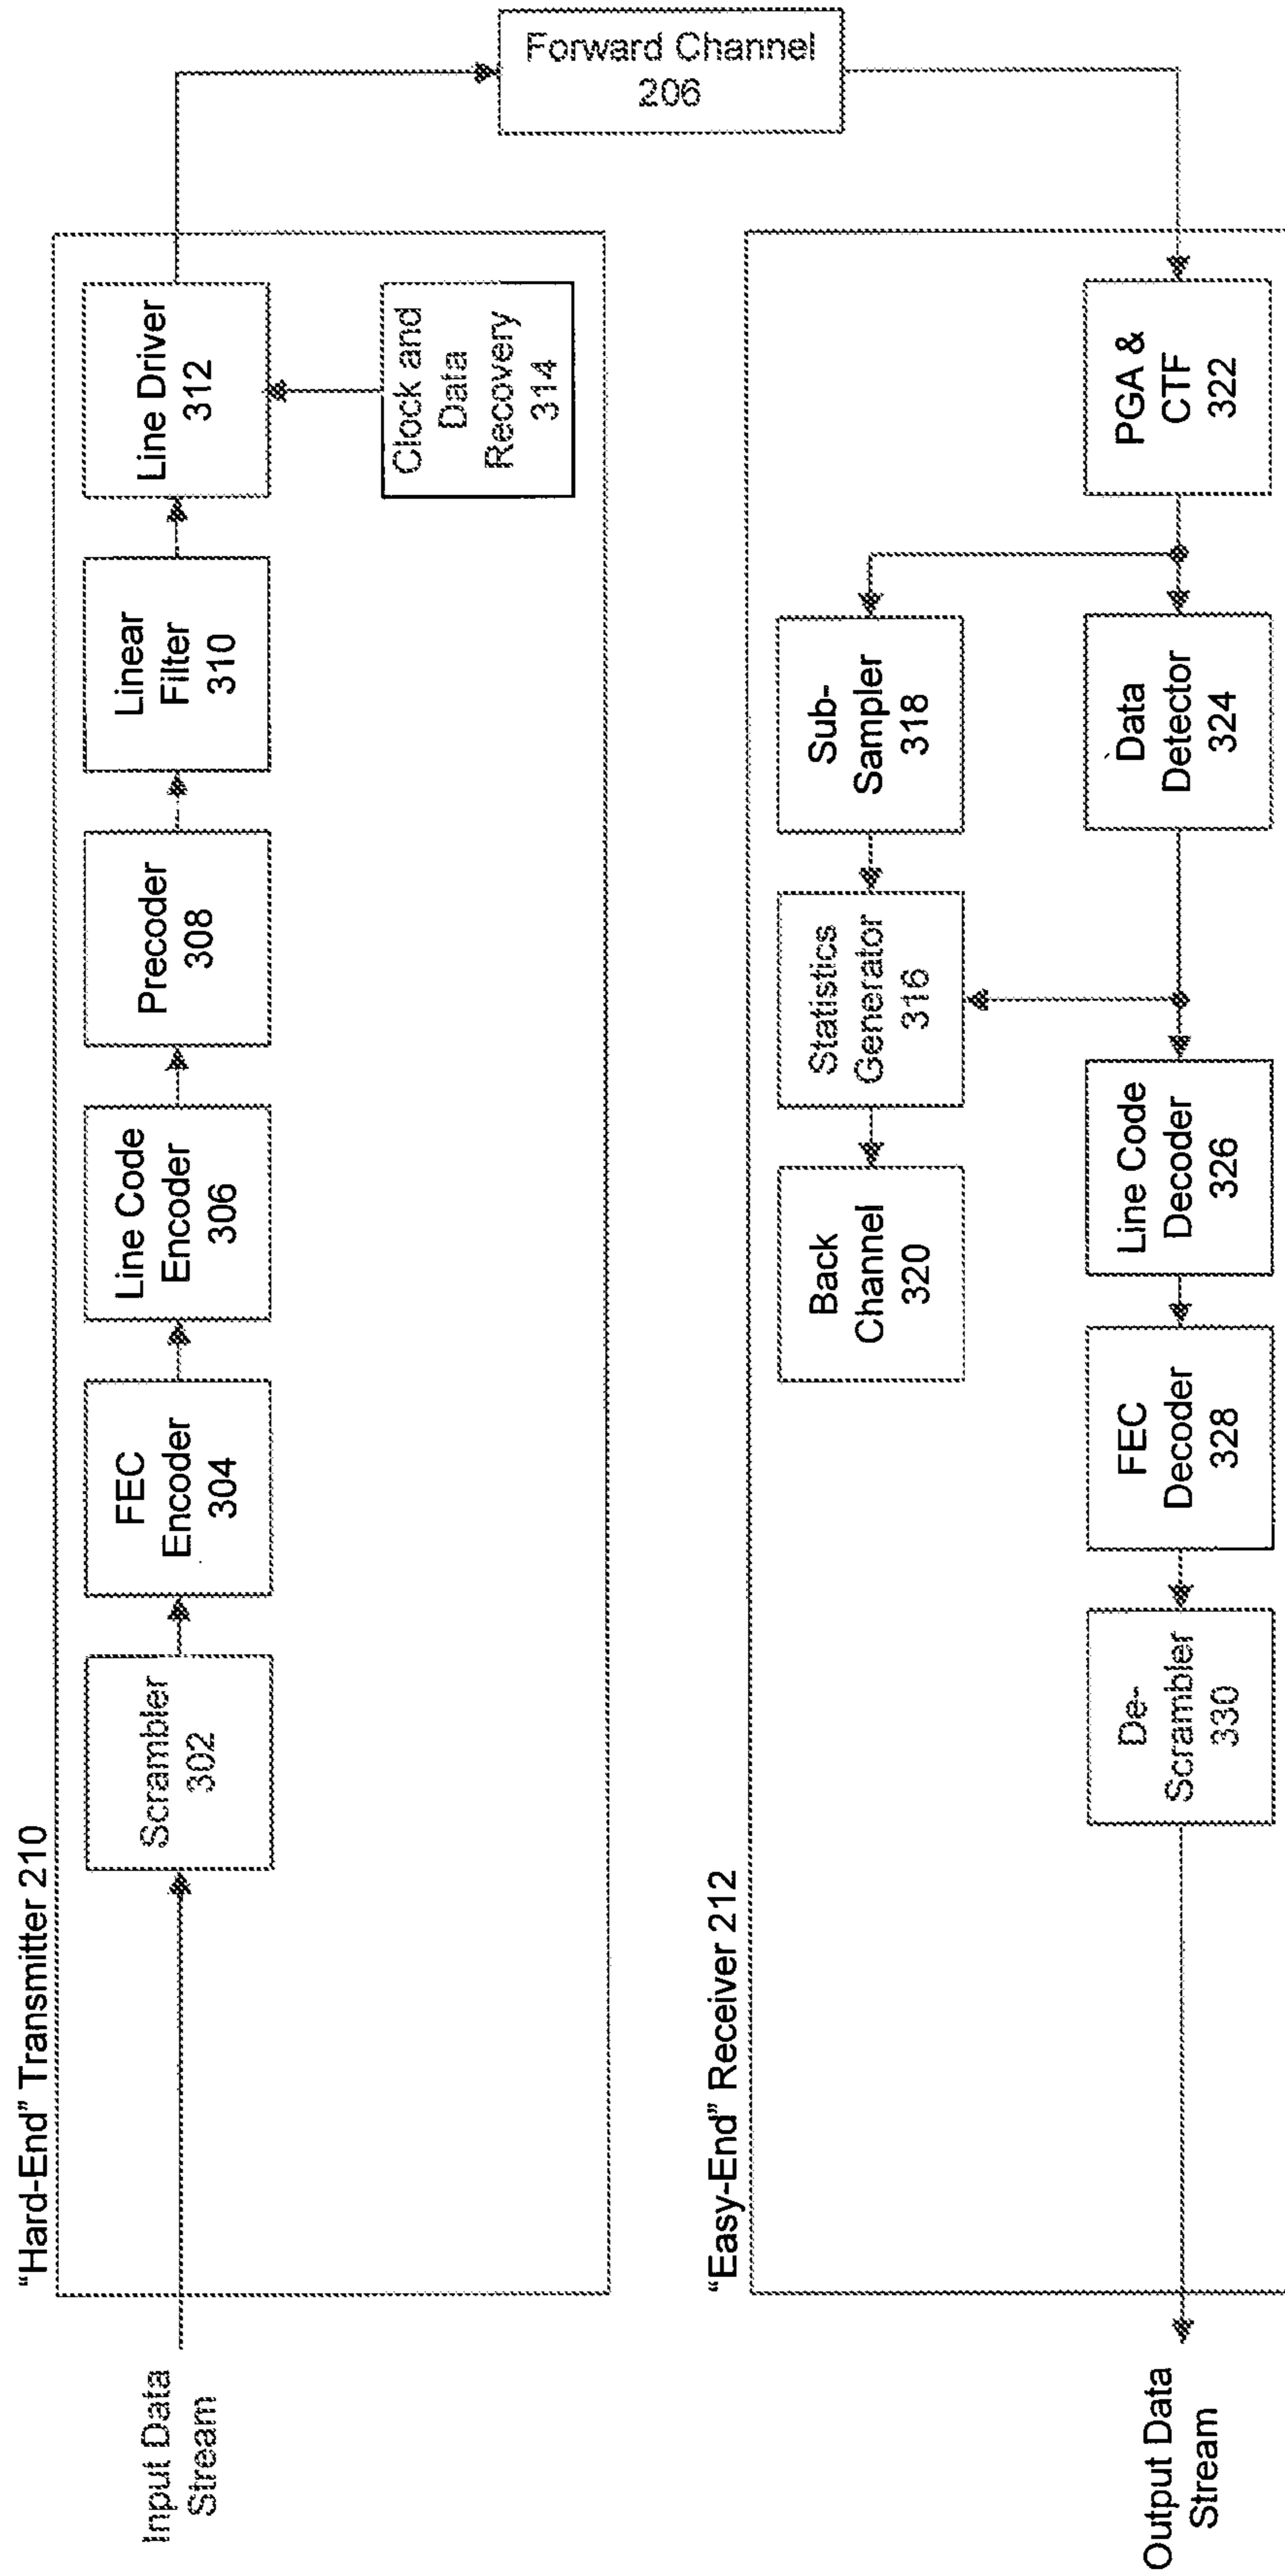 "Hard-End" Transmitter 210
Input Data
Stream
Scrambler
302
FEC
Encoder
304
Line Code
Encoder
306
Precoder
308
Linear
Filter
310
Line Driver
312
Clock and
Data
Recovery
314
Forward Channel
206
"Easy-End" Receiver 212
Back
Channel
320
Statistics
Generator
316
Sub-
Sampler
318
Output Data
Stream
De-
Scrambler
330
FEC
Decoder
328
Line Code
Decoder
326
Data
Detector
324
PGA &
CTF
322